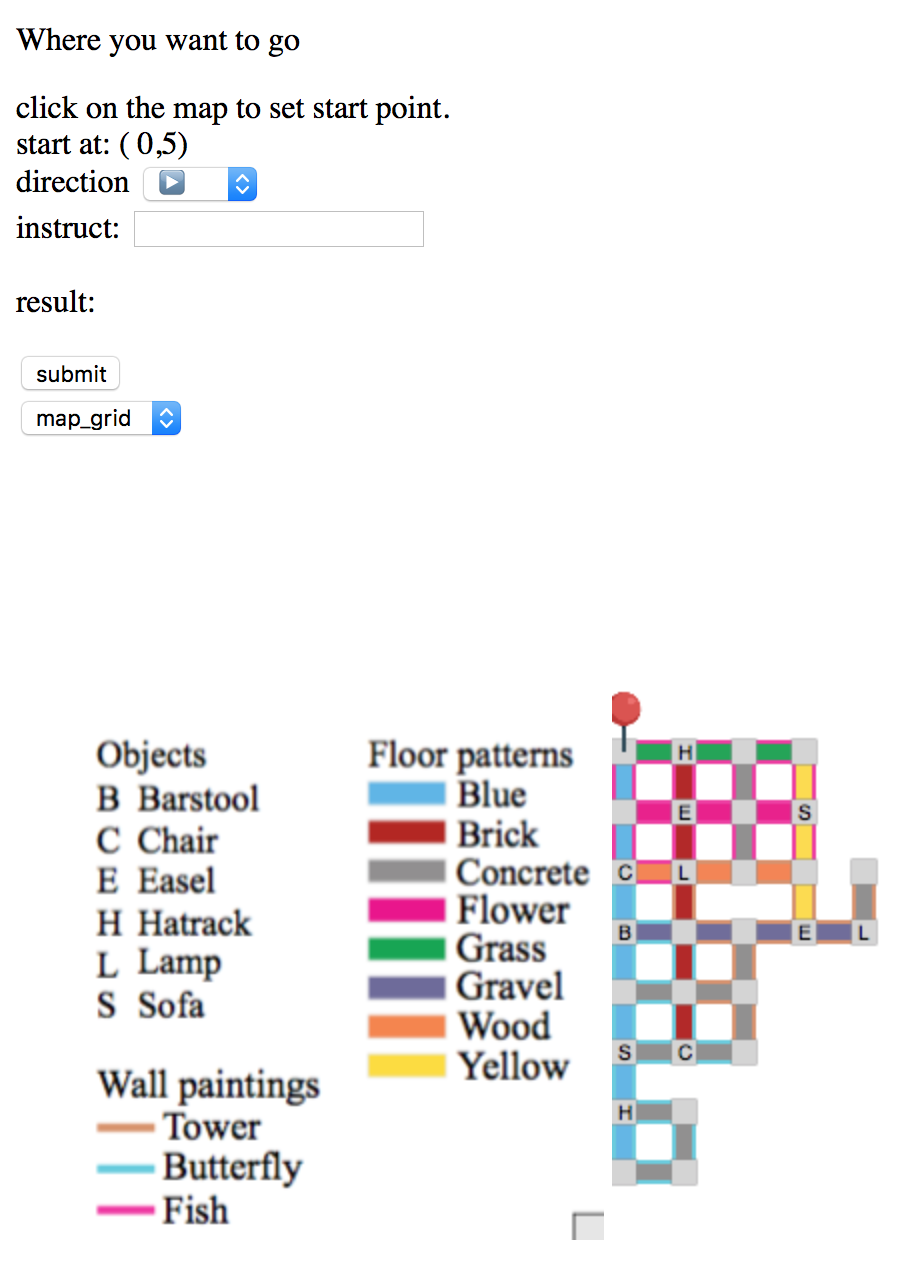 Where you want to go
click on the map to set start point.
start at: ( 0,5)
direction
instruct:
result:
submit
map_grid
Objects
B Barstool
C Chair
E Easel
H Hatrack
L Lamp
S Sofa
Wall paintings
Tower
Butterfly
Fish
Floor patterns
Blue
Brick
Concrete
Flower
Grass
Gravel
Wood
Yellow
H
E S
C L
B E L
S C
H